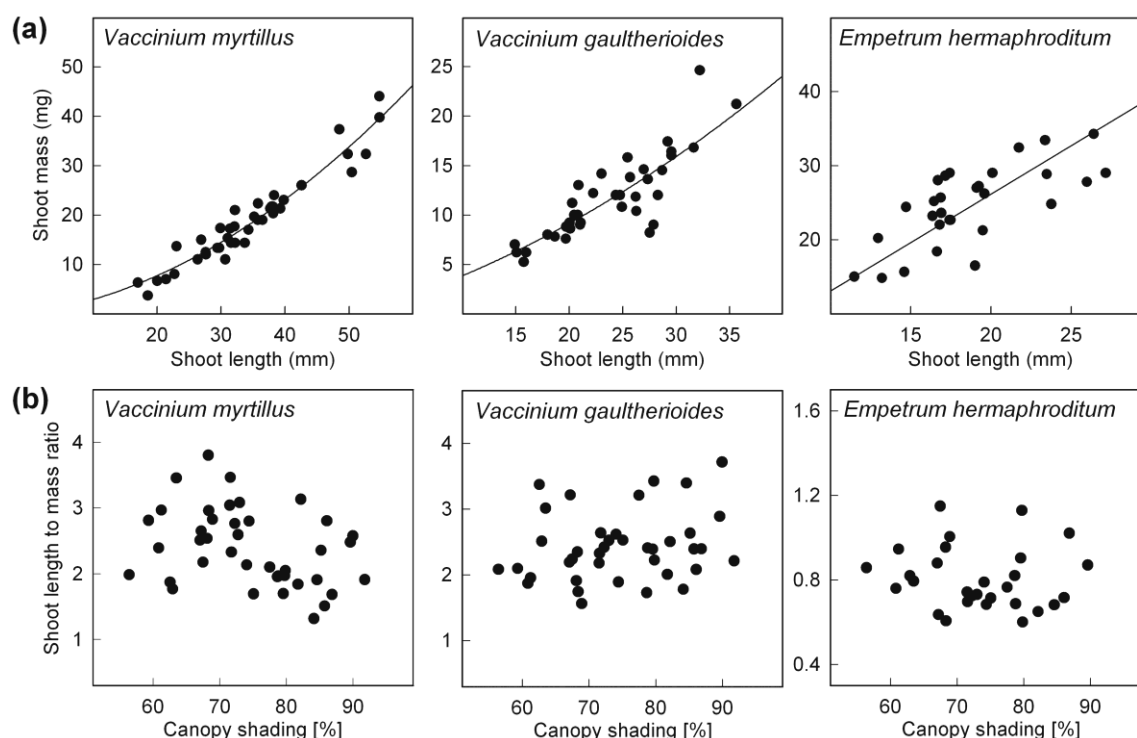 (a)
Vaccinium myrtillus
Vaccinium gaultherioides
Empetrum hermaphroditum
Shoot mass (mg)
50
40
30
20
10
25
20
15
10
5
40
30
20
20 30 40 50
15 20 25 30 35
15 20 25
Shoot length (mm)
Shoot length (mm)
Shoot length (mm)
(b)
Vaccinium myrtillus
Vaccinium gaultherioides
Empetrum hermaphroditum
Shoot length to mass ratio
4
3
2
1
4
3
2
1
1.6
1.2
0.8
0.4
60 70 80 90
60 70 80 90
60 70 80 90
Canopy shading [%]
Canopy shading [%]
Canopy shading [%]